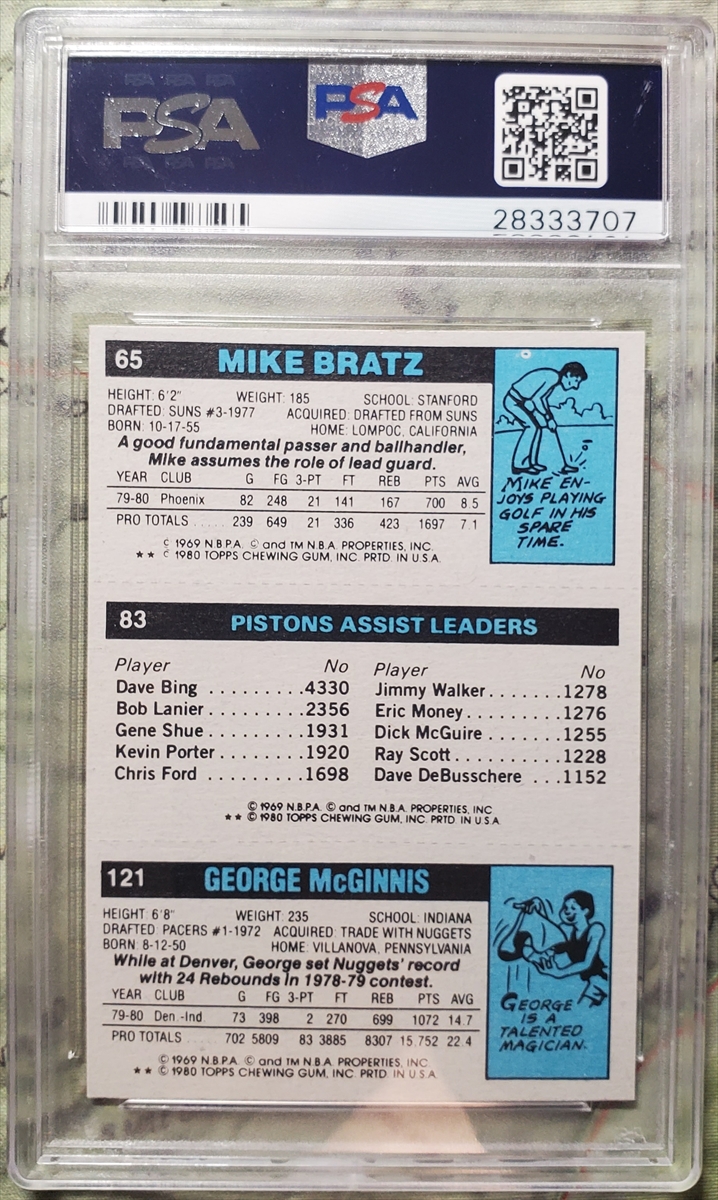 PSA PSA PSA
PSA
PSA PSA PSA
PSA
28333707
65 MIKE BRATZ
HEIGHT: 6'2" WEIGHT: 185 SCHOOL: STANFORD
DRAFTED: SUNS #3-1977 ACQUIRED: DRAFTED FROM SUNS
BORN: 10-17-55 HOME: LOMPOC, CALIFORNIA
A good fundamental passer and ballhandler,
Mike assumes the role of lead guard.
YEAR CLUB G FG 3-PT FT REB PTS AVG
79-80 Phoenix 82 248 21 141 167 700 8.5
PRO TOTALS ..... 239 649 21 336 423 1697 7.1
© 1969 N.B.P.A. © and TM N.B.A. PROPERTIES, INC.
★★ © 1980 TOPPS CHEWING GUM, INC. PRTD. IN U.S.A.
MIKE EN-
JOYS PLAYING
GOLF IN HIS
SPARE
TIME.
83 PISTONS ASSIST LEADERS
Player No
Dave Bing .........4330
Bob Lanier ........2356
Gene Shue.........1931
Kevin Porter.......1920
Chris Ford ........1698
Player No
Jimmy Walker.......1278
Eric Money.........1276
Dick McGuire .......1255
Ray Scott..........1228
Dave DeBusschere ...1152
© 1969 N.B.P.A. © and TM N.B.A. PROPERTIES, INC.
★★ © 1980 TOPPS CHEWING GUM, INC. PRTD. IN U.S.A.
121 GEORGE McGINNIS
HEIGHT: 6'8" WEIGHT: 235 SCHOOL: INDIANA
DRAFTED: PACERS #1-1972 ACQUIRED: TRADE WITH NUGGETS
BORN: 8-12-50 HOME: VILLANOVA, PENNSYLVANIA
While at Denver, George set Nuggets' record
with 24 Rebounds in 1978-79 contest.
YEAR CLUB G FG 3-PT FT REB PTS AVG
79-80 Den.-Ind. 73 398 2 270 699 1072 14.7
PRO TOTALS ..... 702 5809 83 3885 8307 15,752 22.4
© 1969 N.B.P.A. © and TM N.B.A. PROPERTIES, INC.
★★ © 1980 TOPPS CHEWING GUM, INC. PRTD. IN U.S.A.
GEORGE
IS A
TALENTED
MAGICIAN.